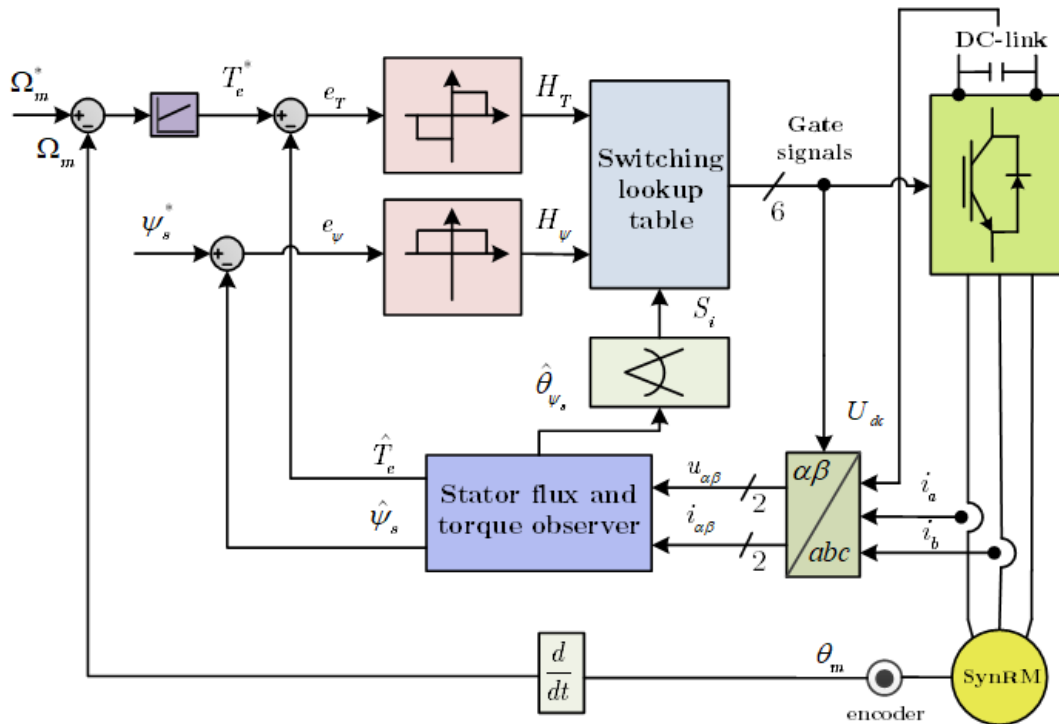 DC-link
Ω*m
T*e
eT
HT
Ωm
Switching
lookup
table
Gate
signals
6
ψ*s
eψ
Hψ
Si
θ̂ψs
Udc
T̂e
Stator flux and
torque observer
uαβ
2
αβ
ia
ψ̂s
iαβ
2
abc
ib
d
dt
θm
encoder
SynRM